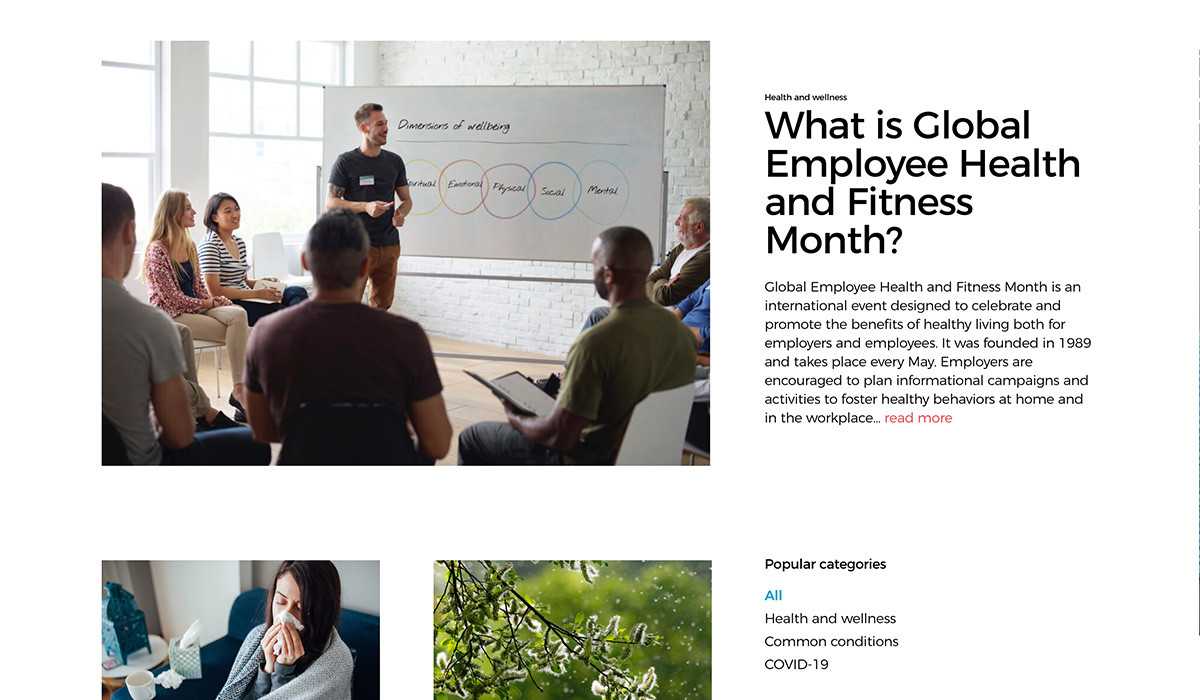 Dimensions of wellbeing
Emotional
Physical
Social
Mental
Health and wellness
What is Global
Employee Health
and Fitness
Month?
Global Employee Health and Fitness Month is an
international event designed to celebrate and
promote the benefits of healthy living both for
employers and employees. It was founded in 1989
and takes place every May. Employers are
encouraged to plan informational campaigns and
activities to foster healthy behaviors at home and
in the workplace... read more
Popular categories
All
Health and wellness
Common conditions
COVID-19